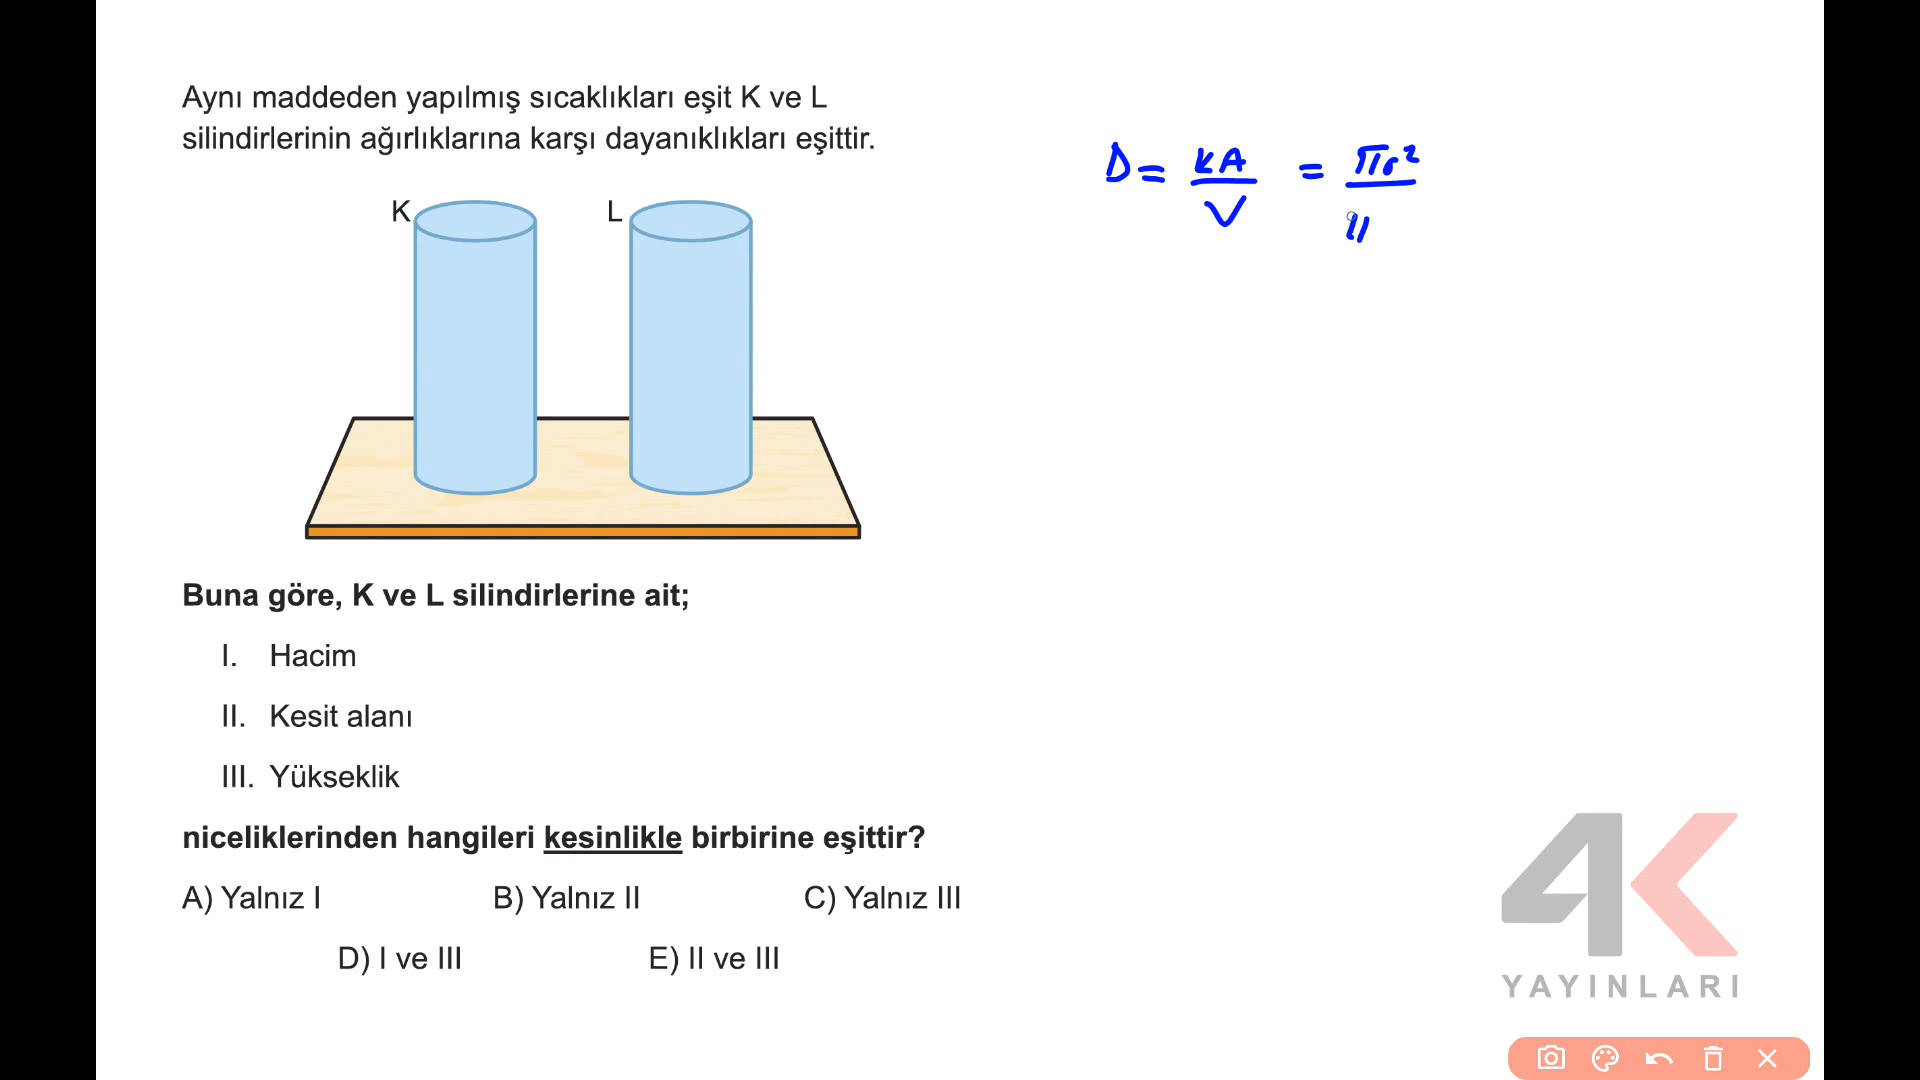 Aynı maddeden yapılmış sıcaklıkları eşit K ve L
silindirlerinin ağırlıklarına karşı dayanıklıkları eşittir.
D = kA / V = πr² / π
K
L
Buna göre, K ve L silindirlerine ait;
I. Hacim
II. Kesit alanı
III. Yükseklik
niceliklerinden hangileri kesinlikle birbirine eşittir?
A) Yalnız I B) Yalnız II C) Yalnız III
D) I ve III E) II ve III
4K
YAYINLARI